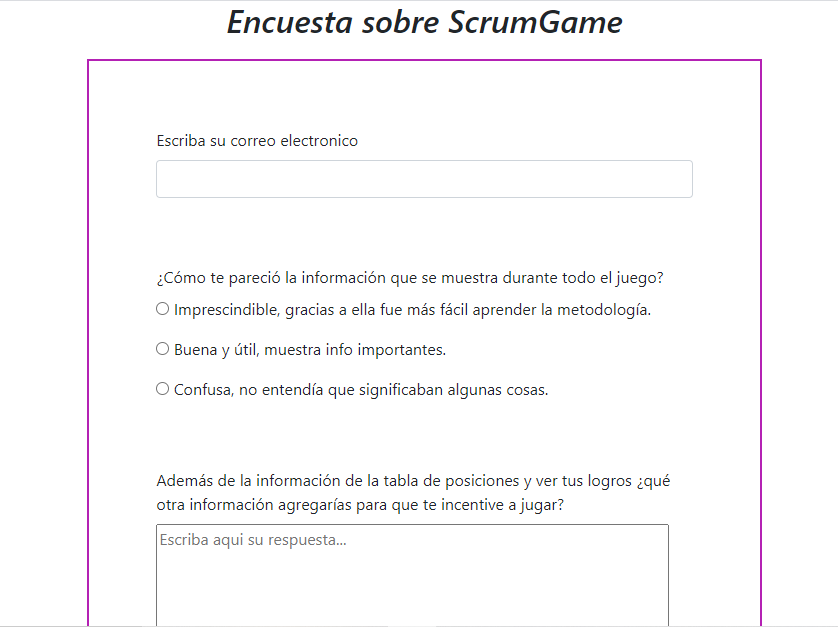 Encuesta sobre ScrumGame
Escriba su correo electronico
¿Cómo te pareció la información que se muestra durante todo el juego?
Imprescindible, gracias a ella fue más fácil aprender la metodología.
Buena y útil, muestra info importantes.
Confusa, no entendía que significaban algunas cosas.
Además de la información de la tabla de posiciones y ver tus logros ¿qué
otra información agregarías para que te incentive a jugar?
Escriba aqui su respuesta...